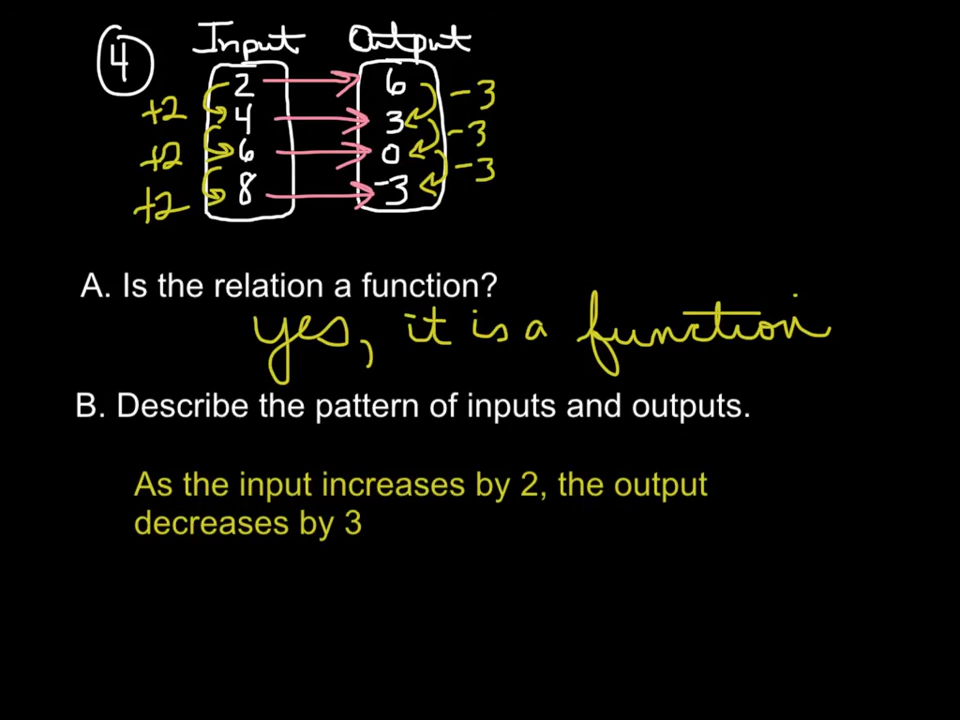 4 Input Output
2 6
4 3
6 0
8 -3
+2 -3
+2 -3
+2 -3
A. Is the relation a function?
yes, it is a function
B. Describe the pattern of inputs and outputs.
As the input increases by 2, the output
decreases by 3